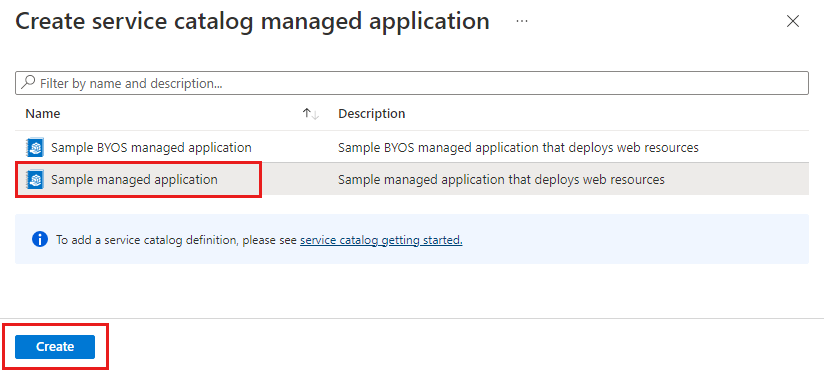 Create service catalog managed application ...
Filter by name and description...
Name Description
Sample BYOS managed application Sample BYOS managed application that deploys web resources
Sample managed application Sample managed application that deploys web resources
To add a service catalog definition, please see service catalog getting started.
Create